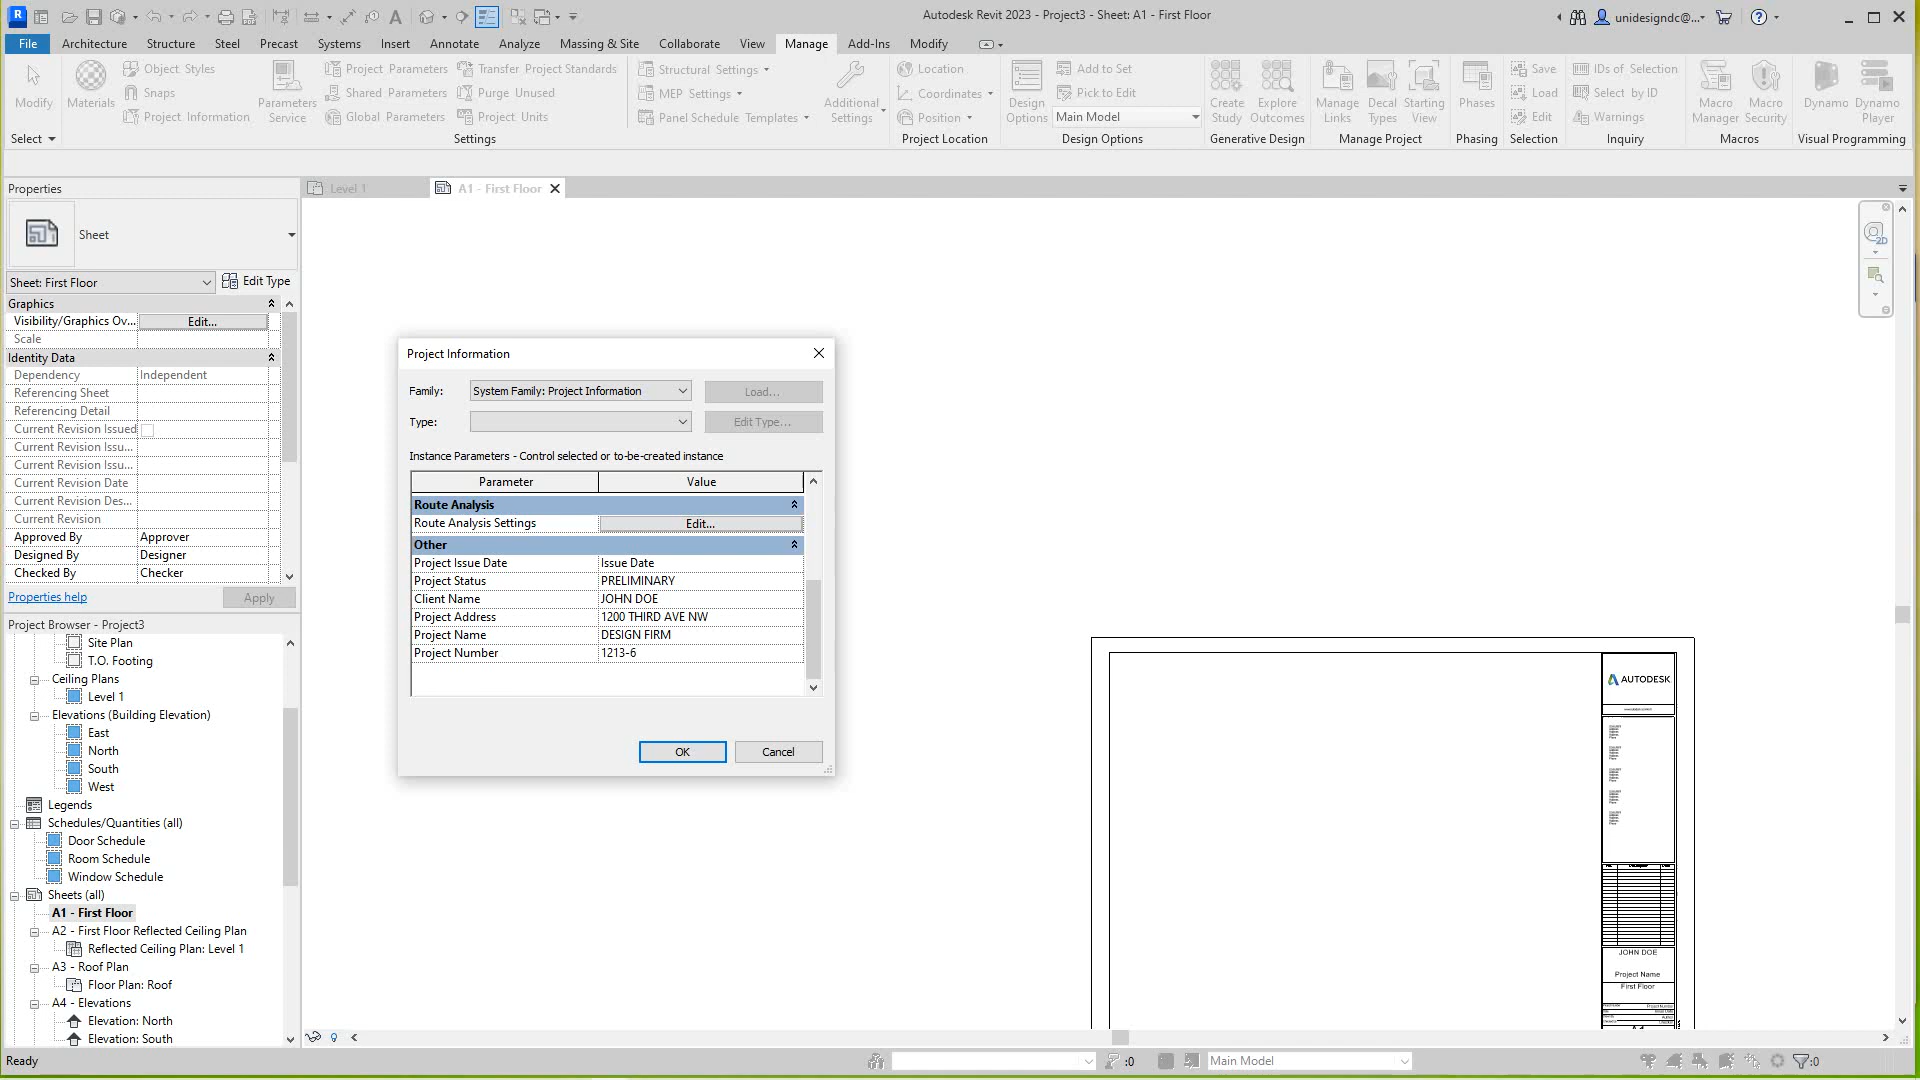 Autodesk Revit 2023 - Project3 - Sheet: A1 - First Floor
unidesigndc@...
File Architecture Structure Steel Precast Systems Insert Annotate Analyze Massing & Site Collaborate View Manage Add-Ins Modify
Modify
Select
Materials
Object Styles
Snaps
Project Information
Parameters Service
Project Parameters
Shared Parameters
Global Parameters
Transfer Project Standards
Purge Unused
Project Units
Settings
Structural Settings
MEP Settings
Panel Schedule Templates
Additional Settings
Location
Coordinates
Position
Project Location
Design Options
Add to Set
Pick to Edit
Main Model
Design Options
Create Study
Explore Outcomes
Generative Design
Manage Links
Decal Types
Starting View
Manage Project
Phases
Phasing
Save
Load
Edit
Selection
IDs of Selection
Select by ID
Warnings
Inquiry
Macro Manager
Macro Security
Macros
Dynamo
Dynamo Player
Visual Programming
Properties
Sheet
Sheet: First Floor
Edit Type
Graphics
Visibility/Graphics Ov... Edit...
Scale
Identity Data
Dependency Independent
Referencing Sheet
Referencing Detail
Current Revision Issued
Current Revision Issu...
Current Revision Issu...
Current Revision Date
Current Revision Des...
Current Revision
Approved By Approver
Designed By Designer
Checked By Checker
Properties help
Apply
Project Browser - Project3
Site Plan
T.O. Footing
Ceiling Plans
Level 1
Elevations (Building Elevation)
East
North
South
West
Legends
Schedules/Quantities (all)
Door Schedule
Room Schedule
Window Schedule
Sheets (all)
A1 - First Floor
A2 - First Floor Reflected Ceiling Plan
Reflected Ceiling Plan: Level 1
A3 - Roof Plan
Floor Plan: Roof
A4 - Elevations
Elevation: North
Elevation: South
Level 1
A1 - First Floor
2D
Project Information
Family: System Family: Project Information Load...
Type: Edit Type...
Instance Parameters - Control selected or to-be-created instance
Parameter Value
Route Analysis
Route Analysis Settings Edit...
Other
Project Issue Date Issue Date
Project Status PRELIMINARY
Client Name JOHN DOE
Project Address 1200 THIRD AVE NW
Project Name DESIGN FIRM
Project Number 1213-6
OK Cancel
AUTODESK
JOHN DOE
Project Name
First Floor
Ready
:0
Main Model
:0